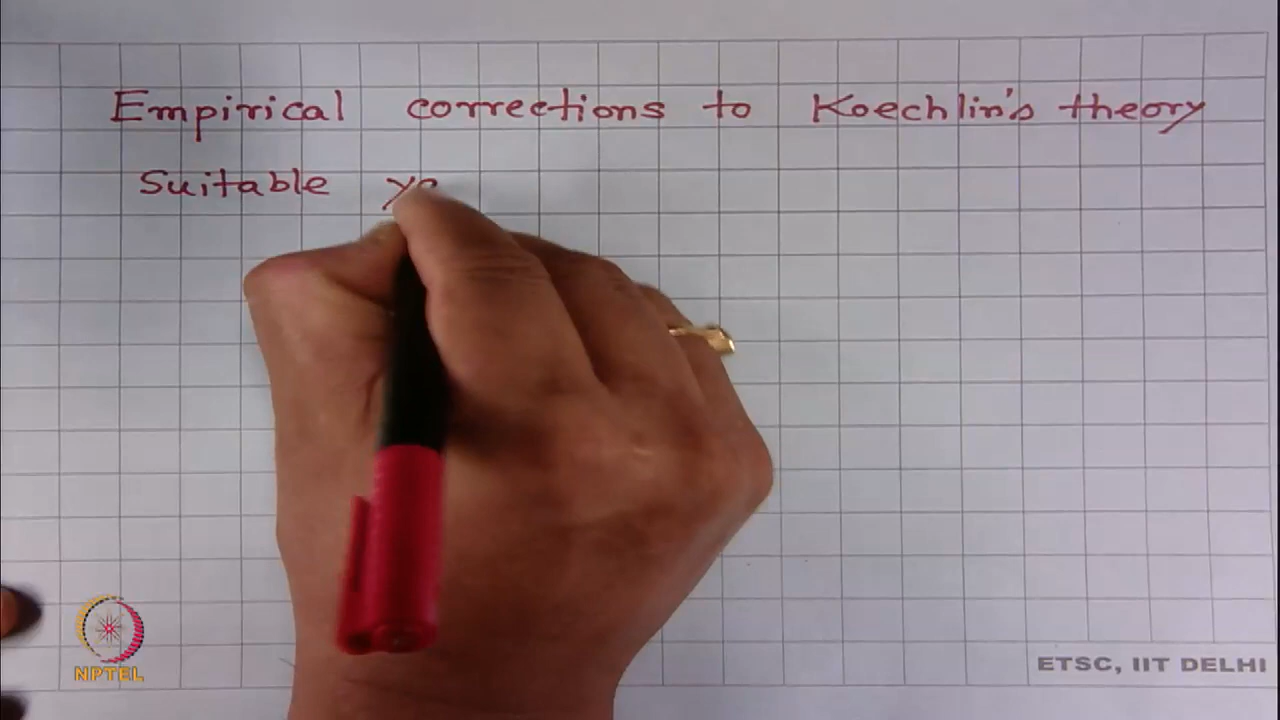 Empirical corrections to Koechlin's theory
Suitable
NPTEL
ETSC, IIT DELHI